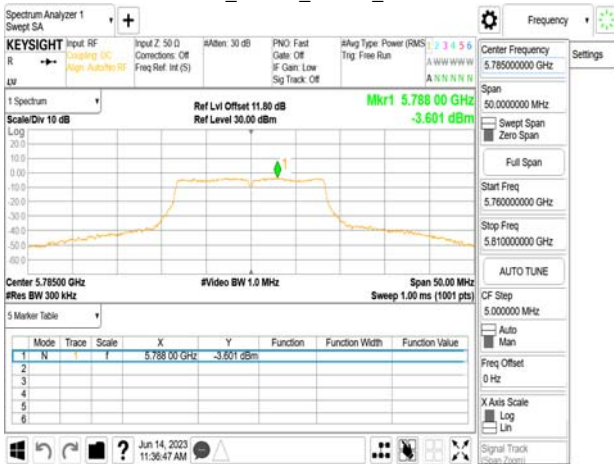 Spectrum Analyzer 1
Swept SA
+
Frequency
KEYSIGHT
Input: RF
Input Z: 50 Ω
#Atten: 30 dB
PNO: Fast
#Avg Type: Power (RMS
1 2 3 4 5 6
R
Coupling: DC
Corrections: Off
Gate: Off
Trig: Free Run
A W W W W W
Align: Auto/No RF
Freq Ref: Int (S)
IF Gain: Low
Sig Track: Off
A N N N N N
Center Frequency
5.785000000 GHz
Settings
Span
50.0000000 MHz
Swept Span
Zero Span
Full Span
Start Freq
5.760000000 GHz
Stop Freq
5.810000000 GHz
AUTO TUNE
CF Step
5.000000 MHz
Auto
Man
Freq Offset
0 Hz
X Axis Scale
Log
Lin
Signal Track
(Span Zoom)
1 Spectrum
Ref Lvl Offset 11.80 dB
Mkr1 5.788 00 GHz
Scale/Div 10 dB
Ref Level 30.00 dBm
-3.601 dBm
Log
20.0
10.0
0.00
-10.0
-20.0
-30.0
-40.0
-50.0
-60.0
1
Center 5.78500 GHz
#Video BW 1.0 MHz
Span 50.00 MHz
#Res BW 300 kHz
Sweep 1.00 ms (1001 pts)
5 Marker Table
Mode Trace Scale X Y Function Function Width Function Value
1 N 1 f 5.788 00 GHz -3.601 dBm
2
3
4
5
6
?
Jun 14, 2023
11:36:47 AM